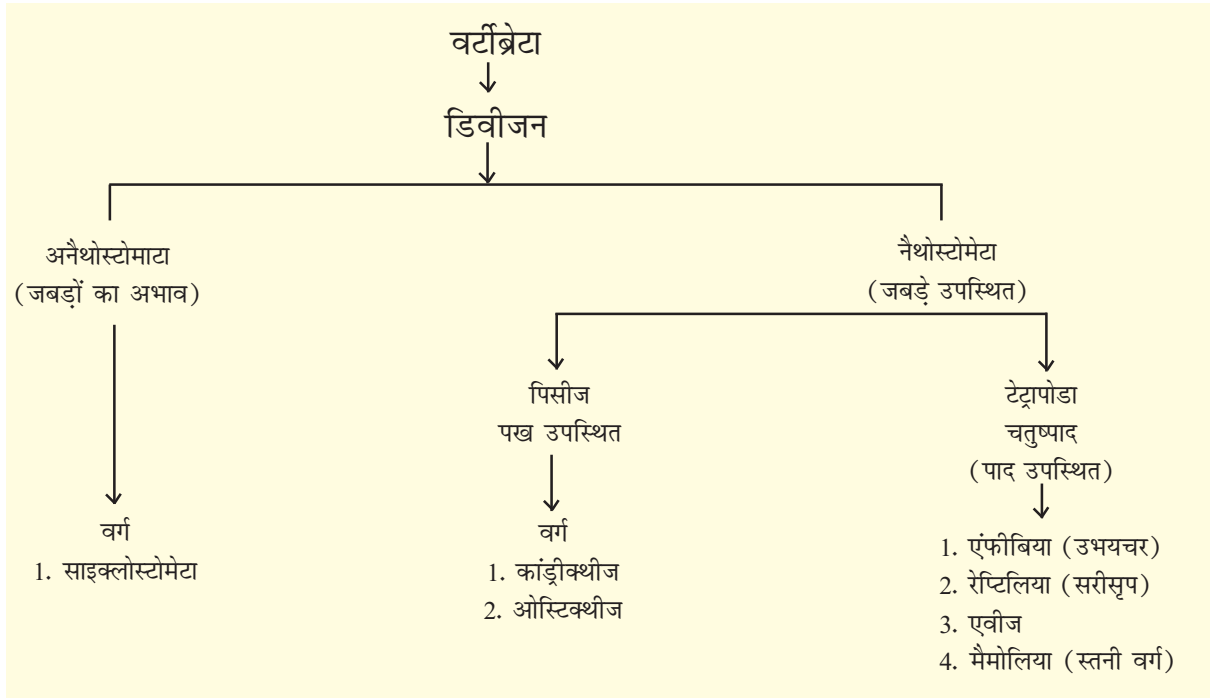 वर्टीब्रेटा
डिवीजन
अनैथोस्टोमाटा
(जबड़ों का अभाव)
नैथोस्टोमेटा
(जबड़े उपस्थित)
पिसीज
पख उपस्थित
टेट्रापोडा
चतुष्पाद
(पाद उपस्थित)
वर्ग
1. साइक्लोस्टोमेटा
वर्ग
1. कांड्रीक्थीज
2. ओस्टिक्थीज
1. एंफीबिया (उभयचर)
2. रेप्टिलिया (सरीसृप)
3. एवीज
4. मैमोलिया (स्तनी वर्ग)